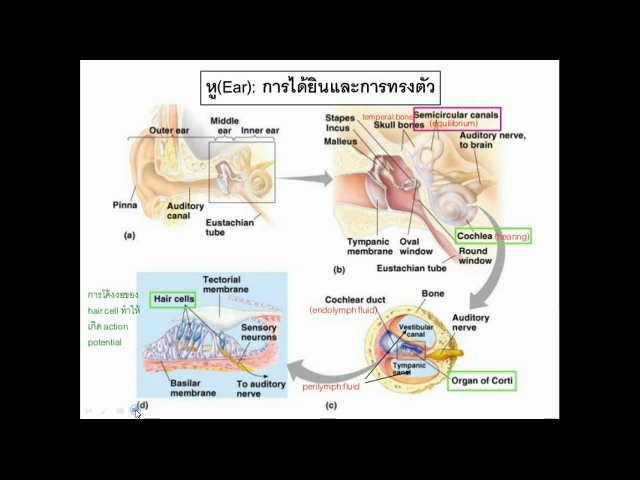 หู(Ear): การได้ยินและการทรงตัว
Outer ear
Middle
ear
Inner ear
Pinna
Auditory
canal
Eustachian
tube
(a)
Stapes
Incus
Malleus
temperal bone
Skull bones
Semicircular canals
(equilibrium)
Auditory nerve,
to brain
Cochlea (hearing)
Round
window
Tympanic
membrane
Oval
window
Eustachian tube
(b)
การโค้งงอของ
hair cell ทำให้
เกิด action
potential
Hair cells
Tectorial
membrane
Sensory
neurons
Basilar
membrane
To auditory
nerve
(d)
Cochlear duct
(endolymph fluid)
Bone
Auditory
nerve
Vestibular
canal
Tympanic
canal
Organ of Corti
perilymph fluid
(c)